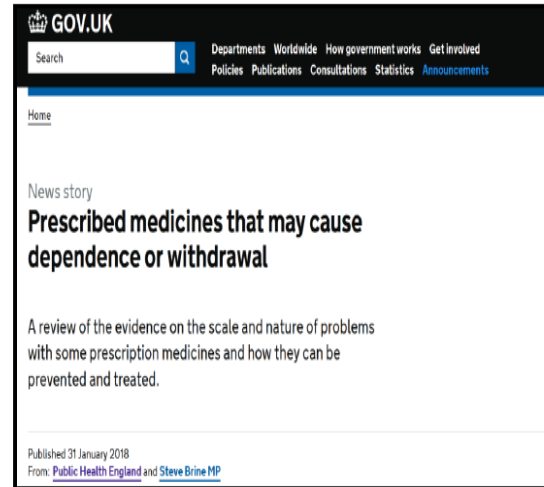 GOV.UK
Search
Departments Worldwide How government works Get involved
Policies Publications Consultations Statistics Announcements
Home
News story
Prescribed medicines that may cause
dependence or withdrawal
A review of the evidence on the scale and nature of problems
with some prescription medicines and how they can be
prevented and treated.
Published 31 January 2018
From: Public Health England and Steve Brine MP